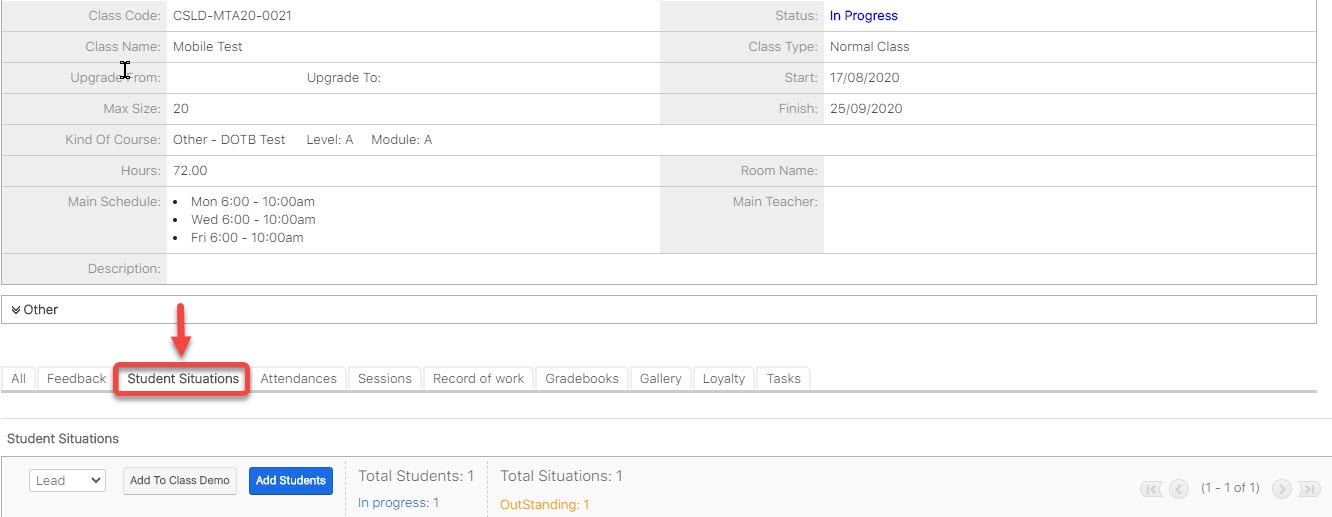 Class Code: CSLD-MTA20-0021 Status: In Progress
Class Name: Mobile Test Class Type: Normal Class
Upgrade From: Upgrade To: Start: 17/08/2020
Max Size: 20 Finish: 25/09/2020
Kind Of Course: Other - DOTB Test Level: A Module: A
Hours: 72.00 Room Name:
Main Schedule: • Mon 6:00 - 10:00am Main Teacher:
• Wed 6:00 - 10:00am
• Fri 6:00 - 10:00am
Description:
Other
All Feedback Student Situations Attendances Sessions Record of work Gradebooks Gallery Loyalty Tasks
Student Situations
Lead Add To Class Demo Add Students Total Students: 1 Total Situations: 1 (1 - 1 of 1)
In progress: 1 OutStanding: 1